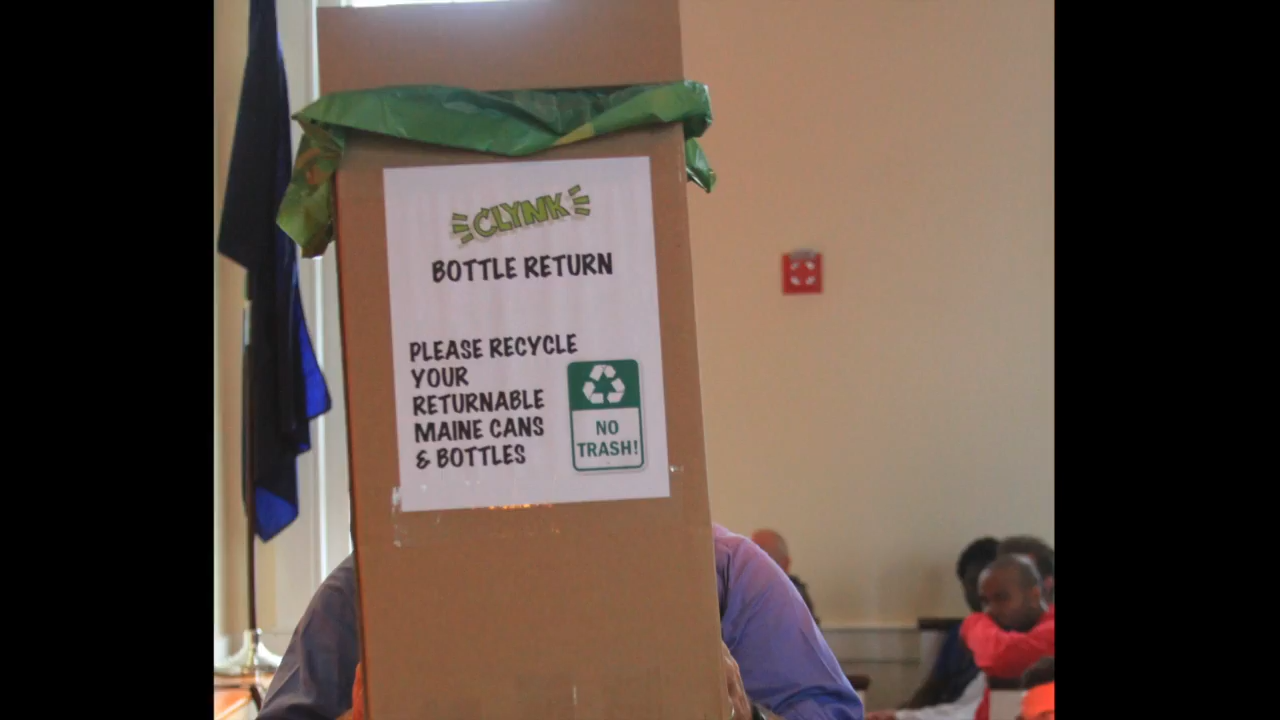 CLYNK
BOTTLE RETURN
PLEASE RECYCLE
YOUR
RETURNABLE
MAINE CANS
& BOTTLES
NO
TRASH!